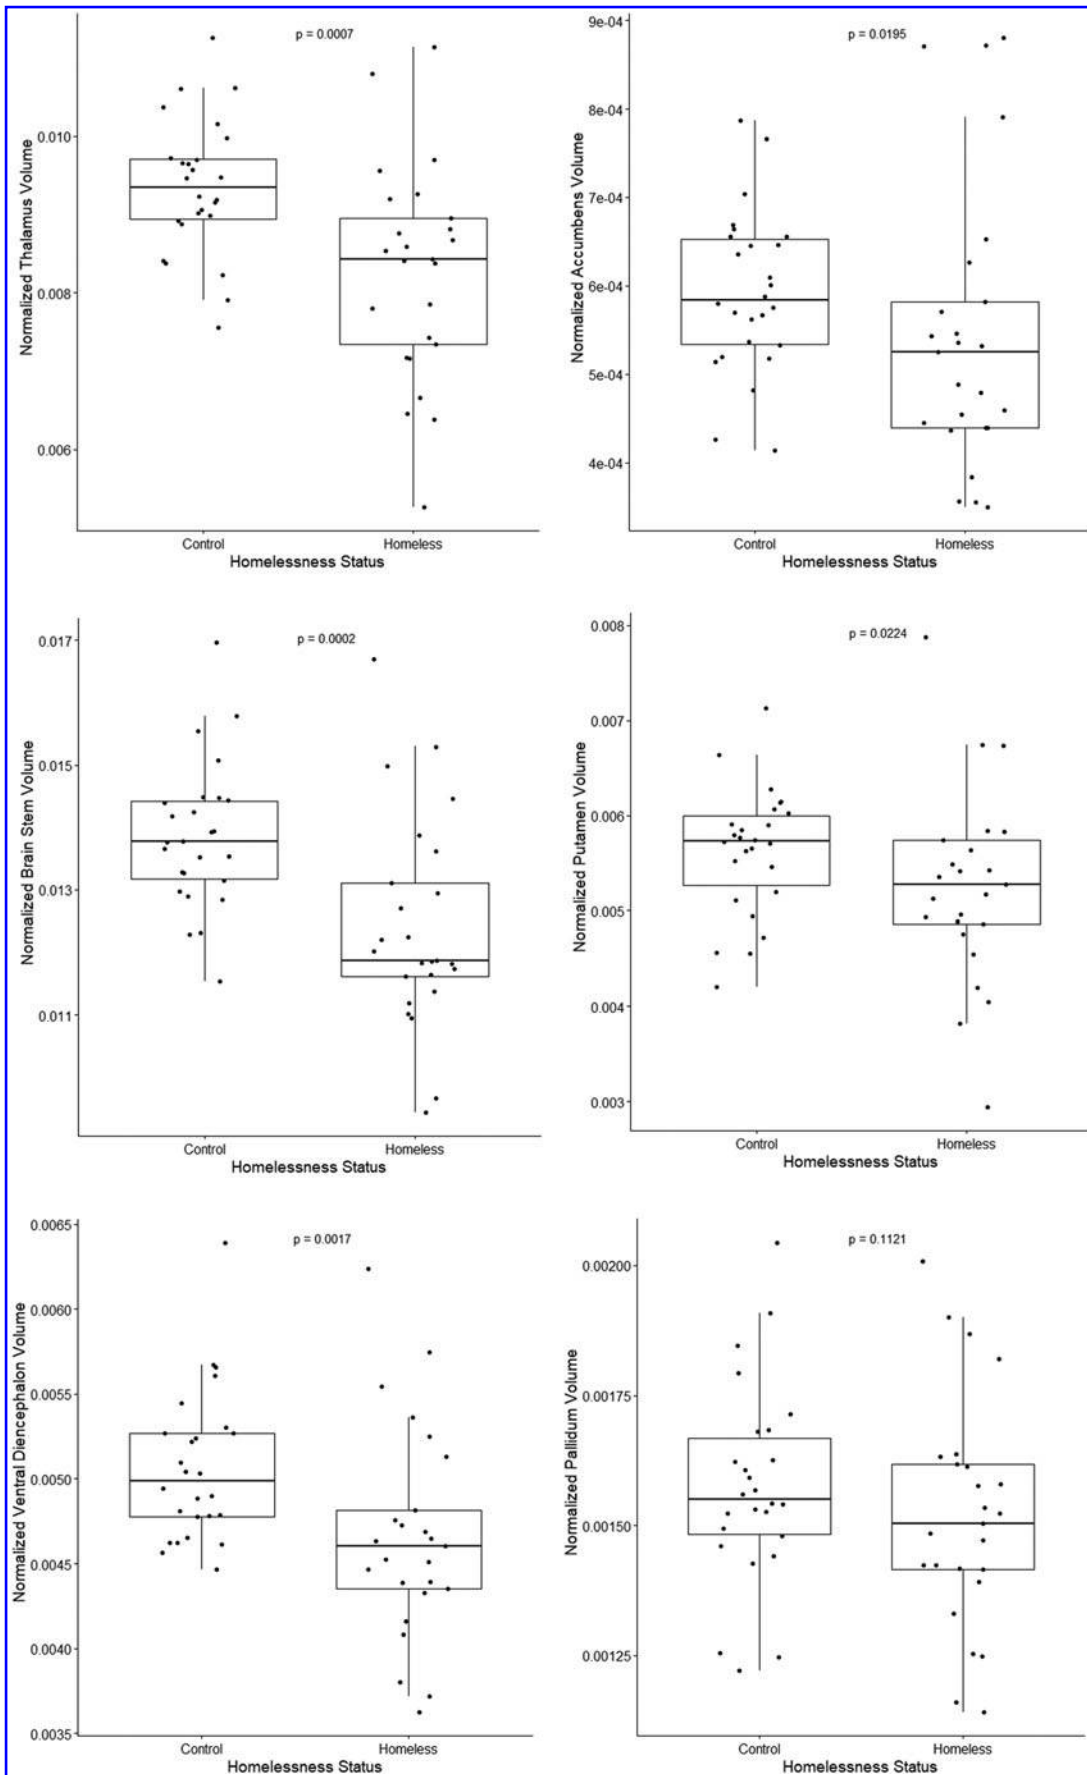 p = 0.0007
Normalized Thalamus Volume
0.010
0.008
0.006
Control
Homeless
Homelessness Status
p = 0.0195
Normalized Accumbens Volume
9e-04
8e-04
7e-04
6e-04
5e-04
4e-04
Control
Homeless
Homelessness Status
p = 0.0002
Normalized Brain Stem Volume
0.017
0.015
0.013
0.011
Control
Homeless
Homelessness Status
p = 0.0224
Normalized Putamen Volume
0.008
0.007
0.006
0.005
0.004
0.003
Control
Homeless
Homelessness Status
p = 0.0017
Normalized Ventral Diencephalon Volume
0.0065
0.0060
0.0055
0.0050
0.0045
0.0040
0.0035
Control
Homeless
Homelessness Status
p = 0.1121
Normalized Pallidum Volume
0.00200
0.00175
0.00150
0.00125
Control
Homeless
Homelessness Status